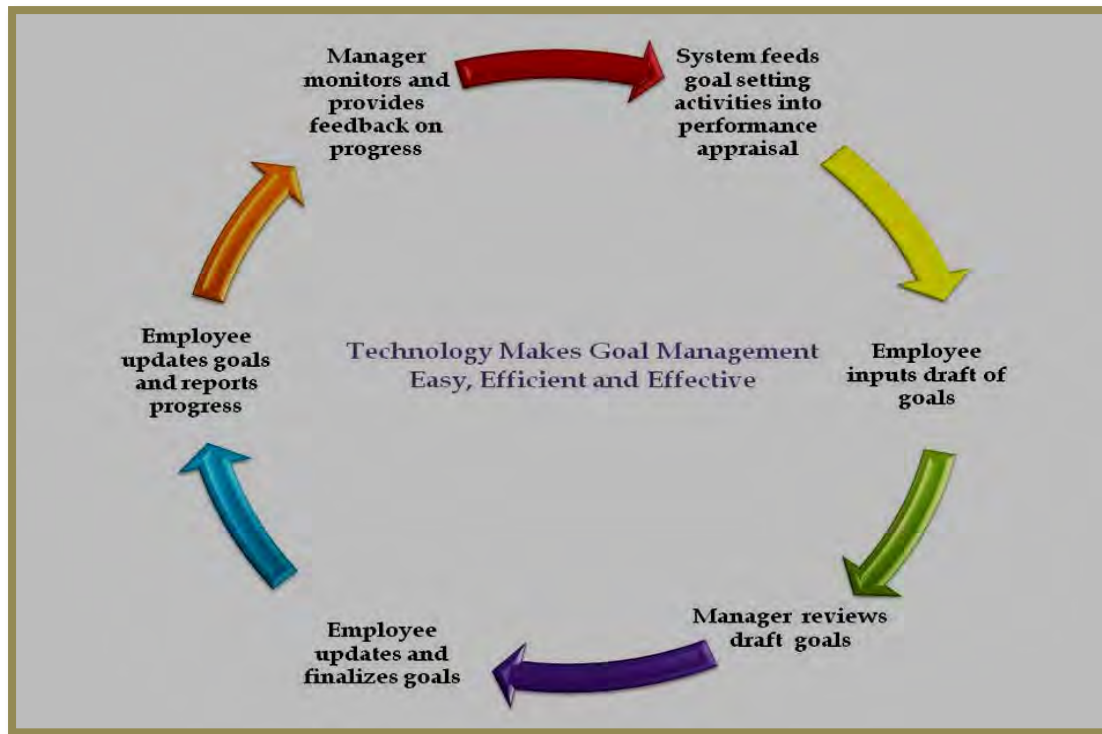 Manager
monitors and
provides
feedback on
progress
System feeds
goal setting
activities into
performance
appraisal
Employee
inputs draft of
goals
Manager reviews
draft goals
Employee
updates and
finalizes goals
Employee
updates goals
and reports
progress
Technology Makes Goal Management
Easy, Efficient and Effective